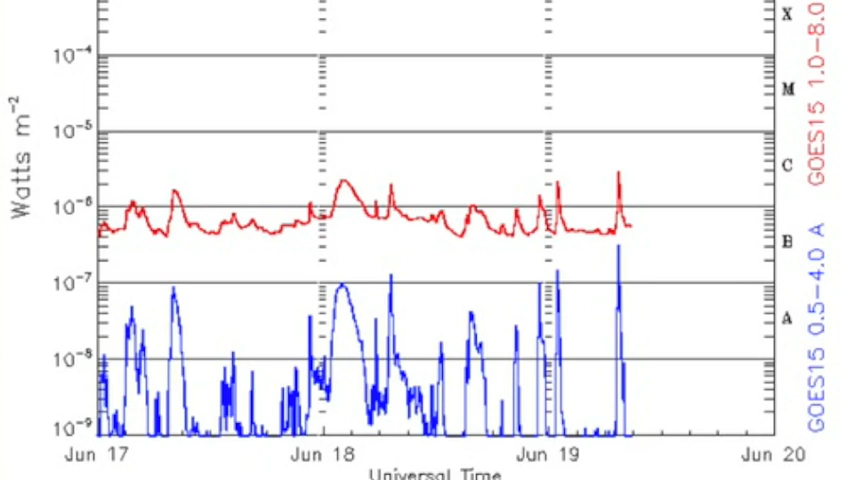 X
10⁻⁴
M
10⁻⁵
C
10⁻⁶
B
10⁻⁷
A
10⁻⁸
10⁻⁹
Watts m⁻²
GOES15 1.0-8.0
GOES15 0.5-4.0 A
Jun 17 Jun 18 Jun 19 Jun 20
Universal Time